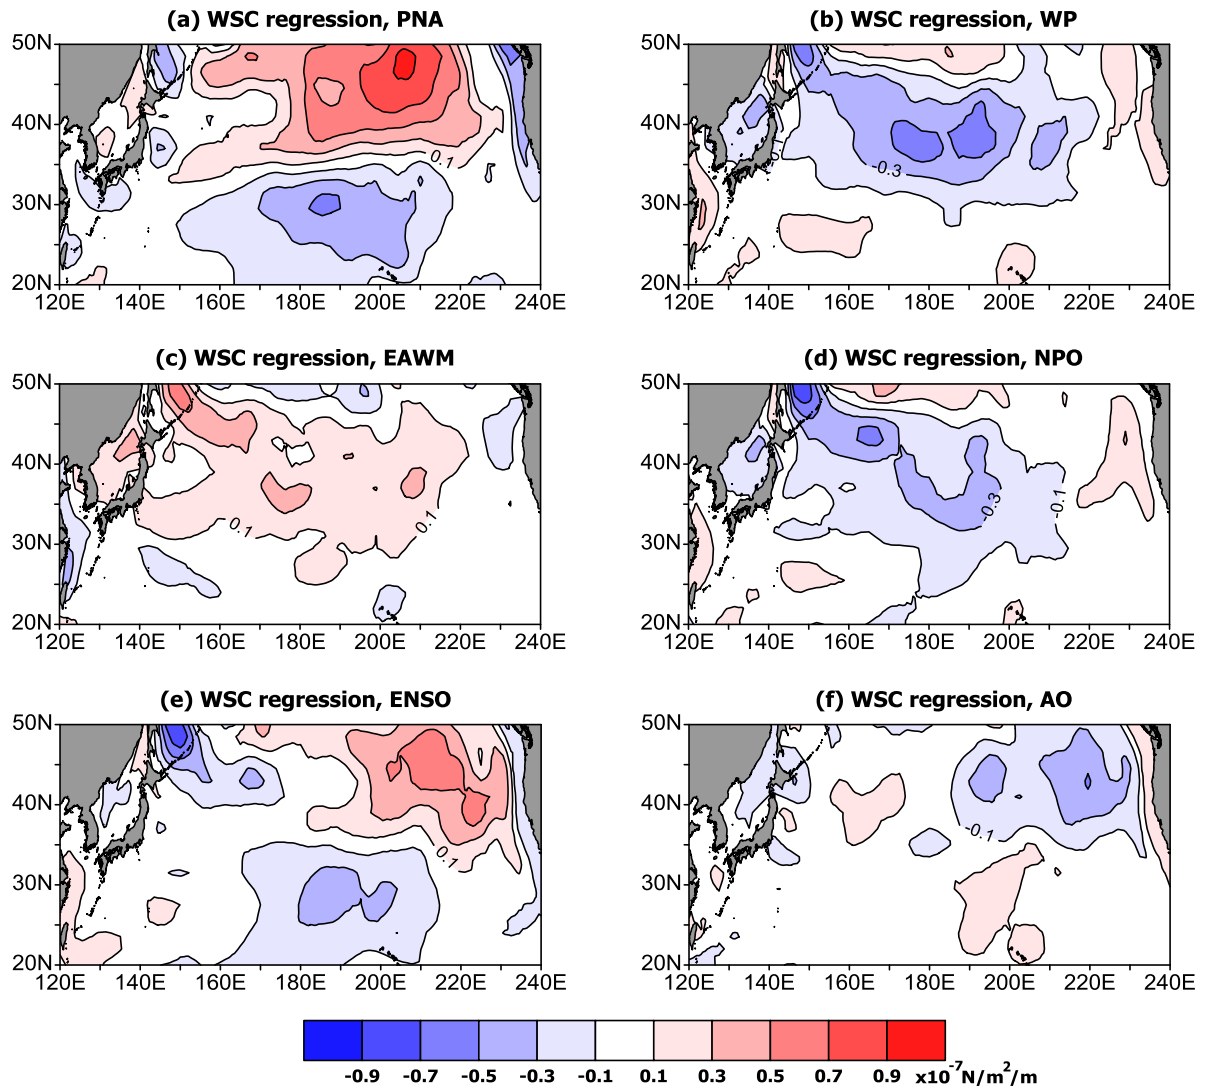 (a) WSC regression, PNA
(b) WSC regression, WP
50N
40N
30N
20N
0.1
120E 140E 160E 180E 200E 220E 240E
50N
40N
30N
20N
-0.1
-0.3
120E 140E 160E 180E 200E 220E 240E
(c) WSC regression, EAWM
(d) WSC regression, NPO
50N
40N
30N
20N
0.1
0.1
120E 140E 160E 180E 200E 220E 240E
50N
40N
30N
20N
-0.3
-0.1
120E 140E 160E 180E 200E 220E 240E
(e) WSC regression, ENSO
(f) WSC regression, AO
50N
40N
30N
20N
0.1
120E 140E 160E 180E 200E 220E 240E
50N
40N
30N
20N
-0.1
120E 140E 160E 180E 200E 220E 240E
-0.9 -0.7 -0.5 -0.3 -0.1 0.1 0.3 0.5 0.7 0.9 x10⁻⁷N/m²/m